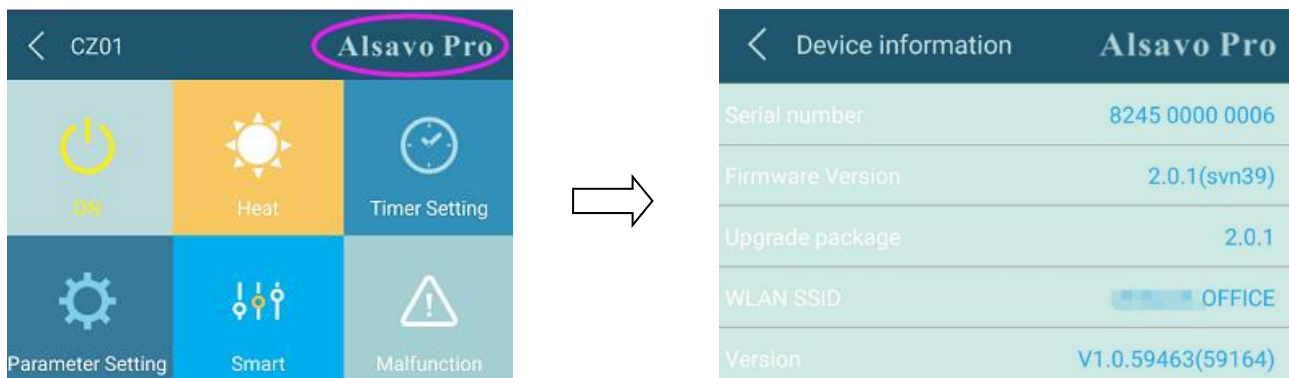 CZ01 Alsavo Pro
ON Heat Timer Setting
Parameter Setting Smart Malfunction
Device information Alsavo Pro
Serial number 8245 0000 0006
Firmware Version 2.0.1(svn39)
Upgrade package 2.0.1
WLAN SSID OFFICE
Version V1.0.59463(59164)